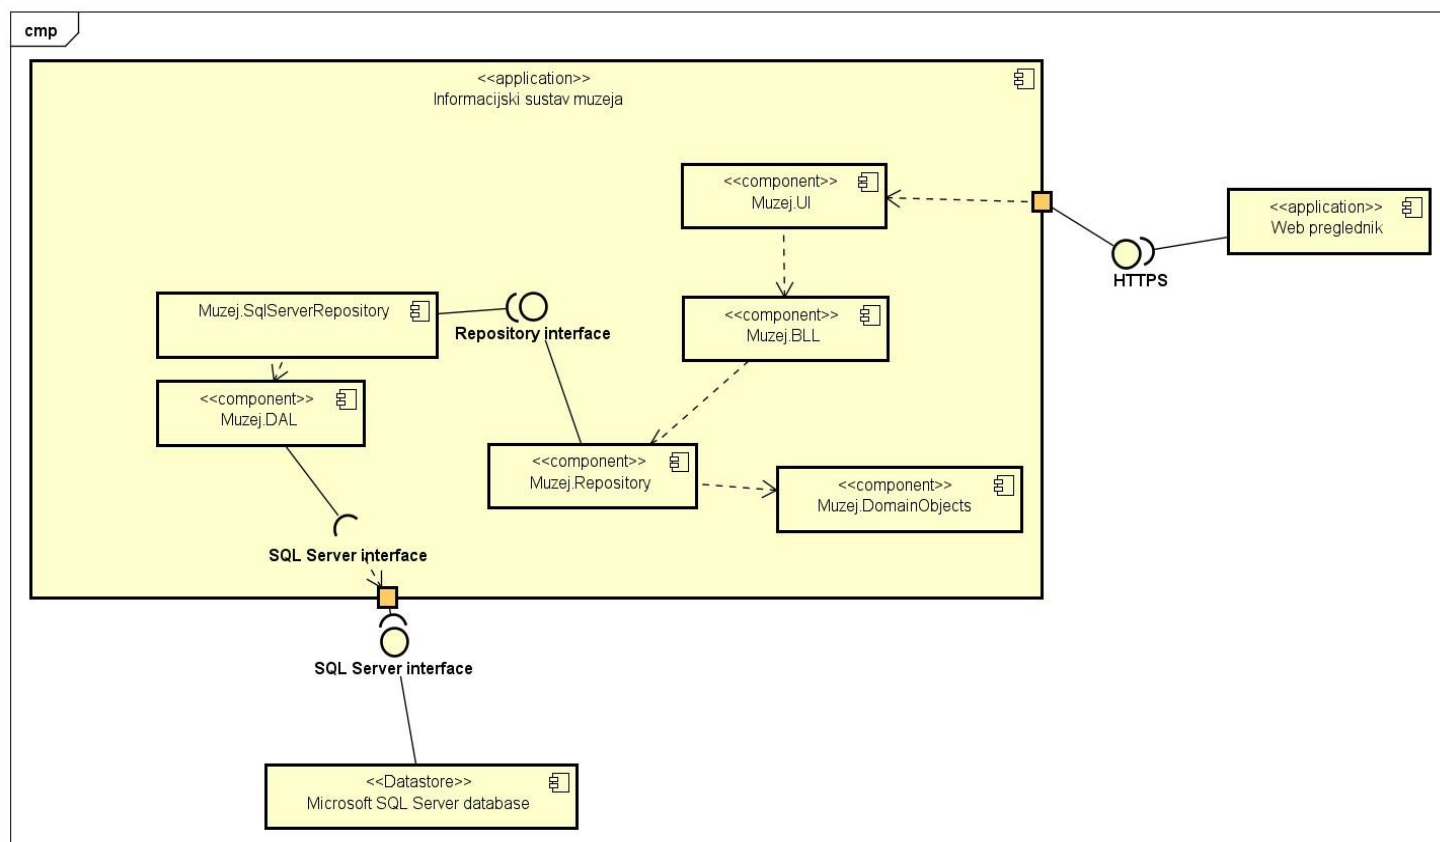 cmp
<<application>>
Informacijski sustav muzeja
<<component>>
Muzej.UI
<<application>>
Web preglednik
HTTPS
Muzej.SqlServerRepository
Repository interface
<<component>>
Muzej.BLL
<<component>>
Muzej.DAL
<<component>>
Muzej.Repository
<<component>>
Muzej.DomainObjects
SQL Server interface
SQL Server interface
<<Datastore>>
Microsoft SQL Server database